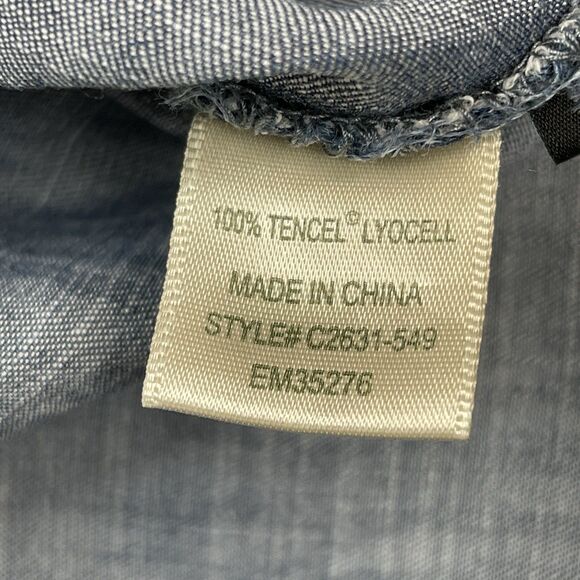 100% TENCEL© LYOCELL
MADE IN CHINA
STYLE# C2631-549
EM35276